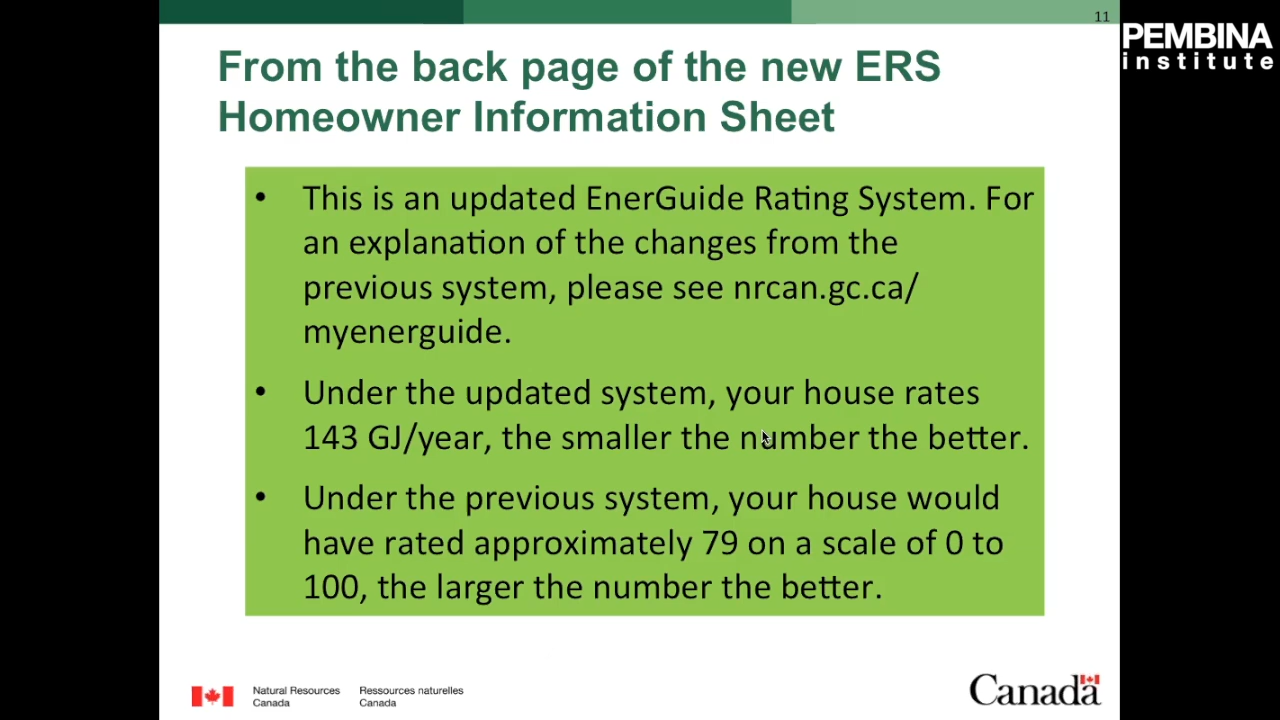 11
PEMBINA
institute
From the back page of the new ERS
Homeowner Information Sheet
• This is an updated EnerGuide Rating System. For
an explanation of the changes from the
previous system, please see nrcan.gc.ca/
myenerguide.
• Under the updated system, your house rates
143 GJ/year, the smaller the number the better.
• Under the previous system, your house would
have rated approximately 79 on a scale of 0 to
100, the larger the number the better.
Natural Resources Ressources naturelles
Canada Canada
Canada